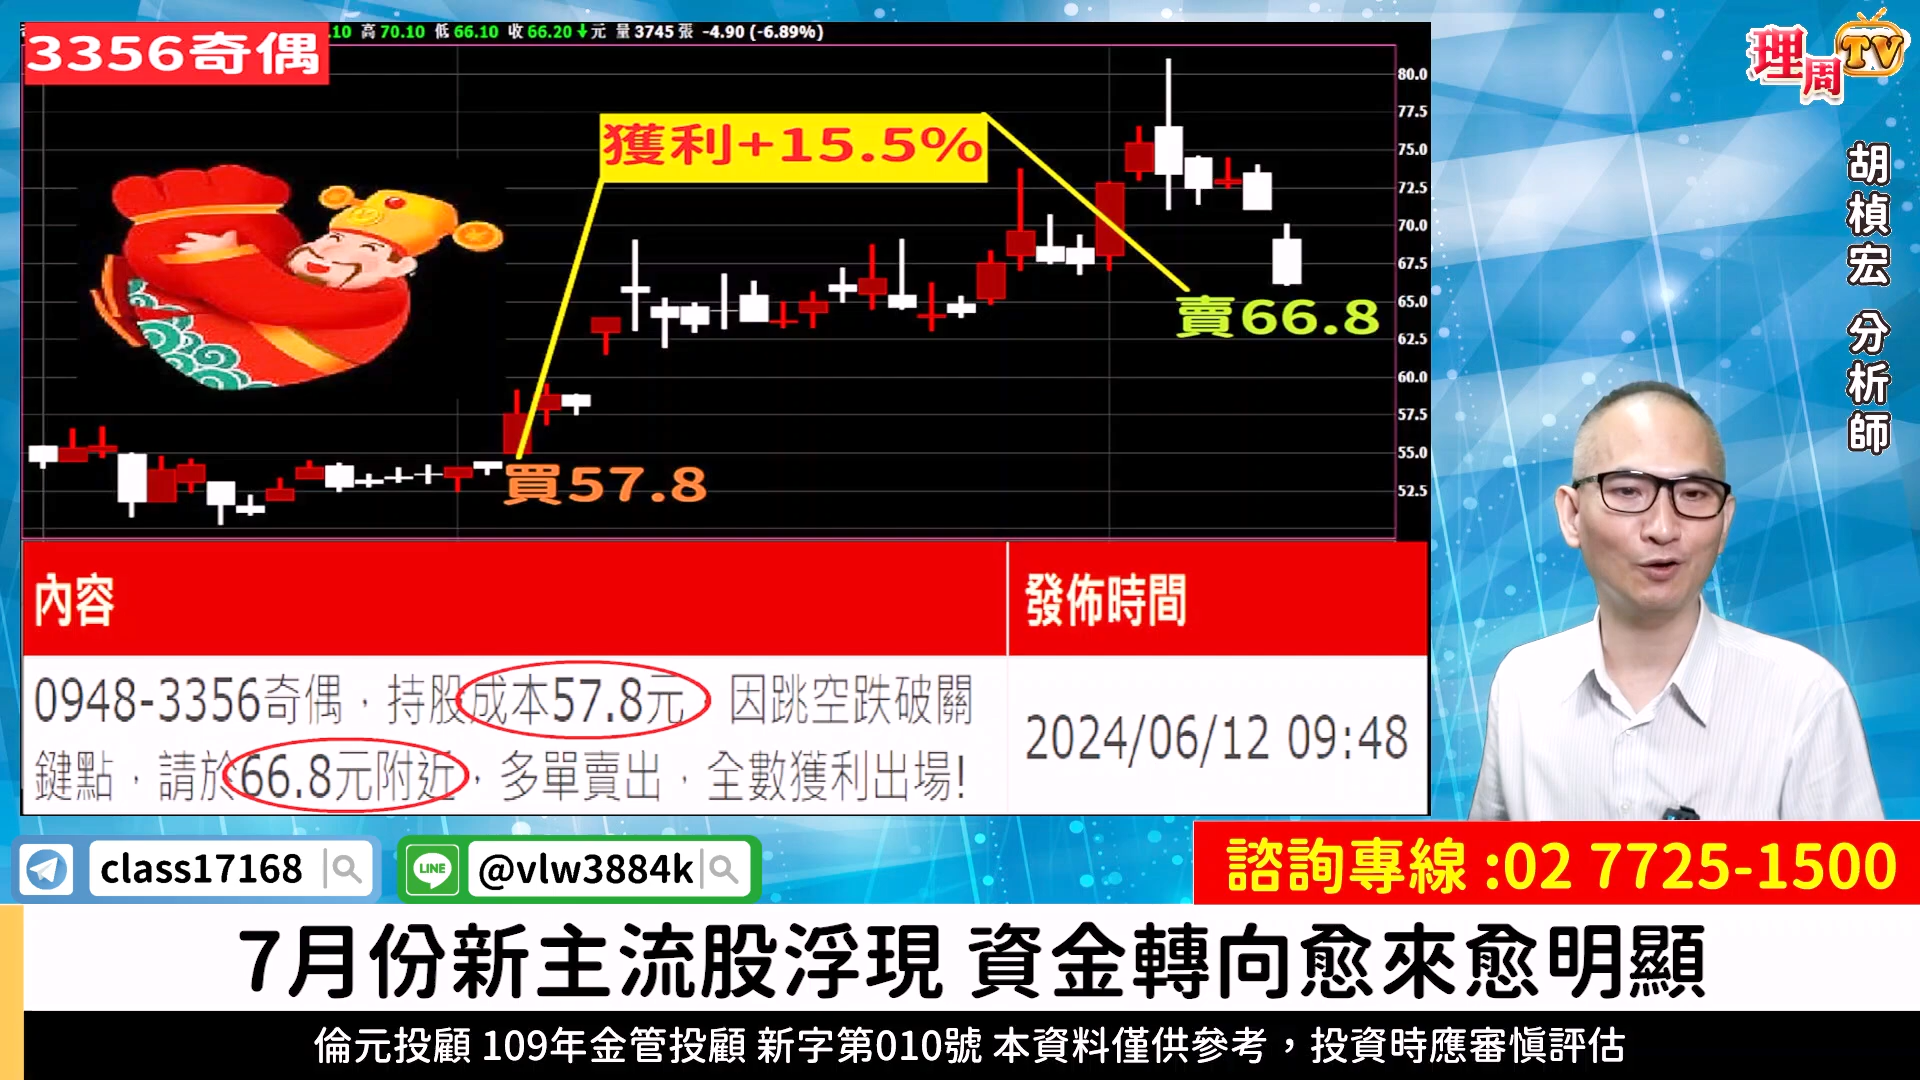 3356奇偶
.10 高 70.10 低 66.10 收 66.20↓元 量 3745 張 -4.90 (-6.89%)
80.0
77.5
75.0
72.5
70.0
67.5
65.0
62.5
60.0
57.5
55.0
52.5
獲利+15.5%
賣66.8
買57.8
理周TV
胡楨宏 分析師
內容
發佈時間
0948-3356奇偶，持股成本57.8元，因跳空跌破關
鍵點，請於66.8元附近，多單賣出，全數獲利出場!
2024/06/12 09:48
class17168
LINE
@vlw3884k
諮詢專線 :02 7725-1500
7月份新主流股浮現 資金轉向愈來愈明顯
倫元投顧 109年金管投顧 新字第010號 本資料僅供參考，投資時應審慎評估